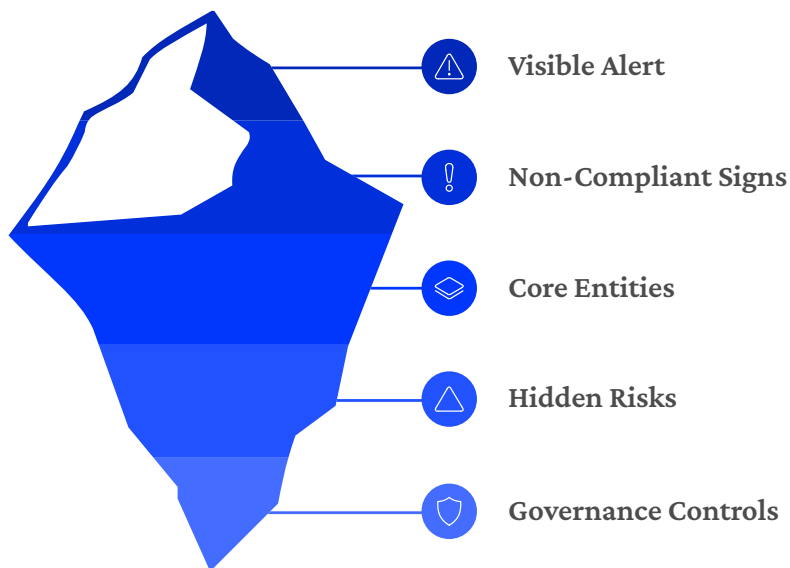 Visible Alert
Non-Compliant Signs
Core Entities
Hidden Risks
Governance Controls